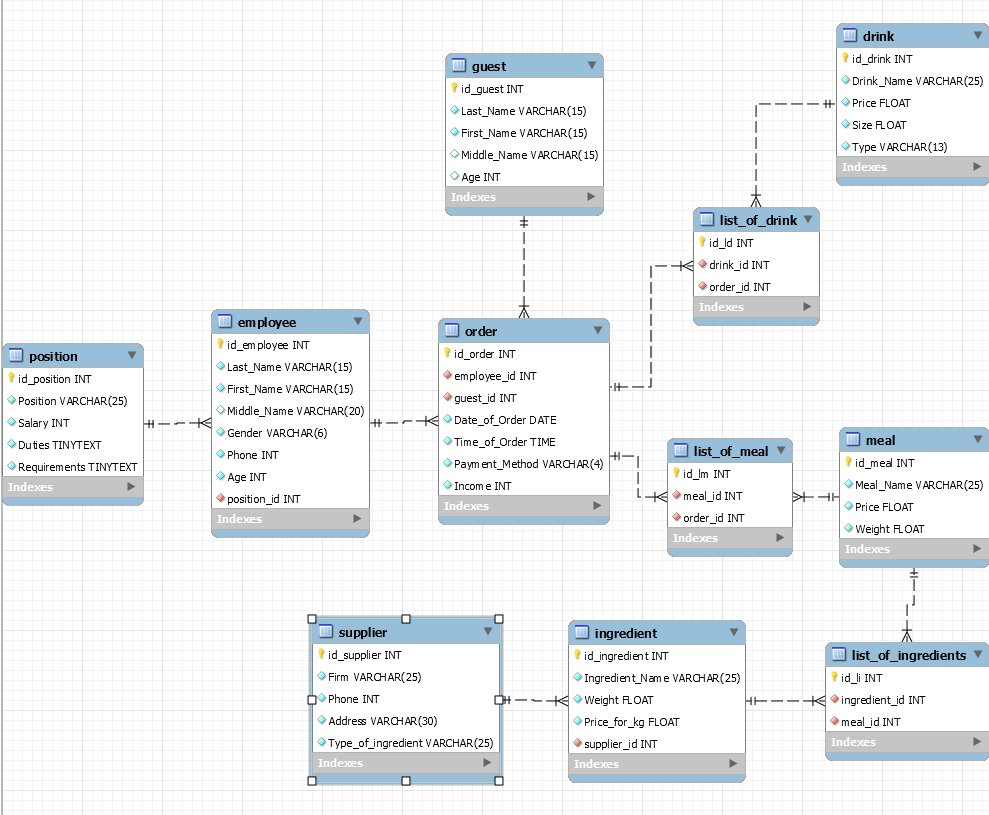 drink
id_drink INT
Drink_Name VARCHAR(25)
Price FLOAT
Size FLOAT
Type VARCHAR(13)
Indexes
guest
id_guest INT
Last_Name VARCHAR(15)
First_Name VARCHAR(15)
Middle_Name VARCHAR(15)
Age INT
Indexes
list_of_drink
id_ld INT
drink_id INT
order_id INT
Indexes
position
id_position INT
Position VARCHAR(25)
Salary INT
Duties TINYTEXT
Requirements TINYTEXT
Indexes
employee
id_employee INT
Last_Name VARCHAR(15)
First_Name VARCHAR(15)
Middle_Name VARCHAR(20)
Gender VARCHAR(6)
Phone INT
Age INT
position_id INT
Indexes
order
id_order INT
employee_id INT
guest_id INT
Date_of_Order DATE
Time_of_Order TIME
Payment_Method VARCHAR(4)
Income INT
Indexes
list_of_meal
id_lm INT
meal_id INT
order_id INT
Indexes
meal
id_meal INT
Meal_Name VARCHAR(25)
Price FLOAT
Weight FLOAT
Indexes
supplier
id_supplier INT
Firm VARCHAR(25)
Phone INT
Address VARCHAR(30)
Type_of_ingredient VARCHAR(25)
Indexes
ingredient
id_ingredient INT
Ingredient_Name VARCHAR(25)
Weight FLOAT
Price_for_kg FLOAT
supplier_id INT
Indexes
list_of_ingredients
id_li INT
ingredient_id INT
meal_id INT
Indexes